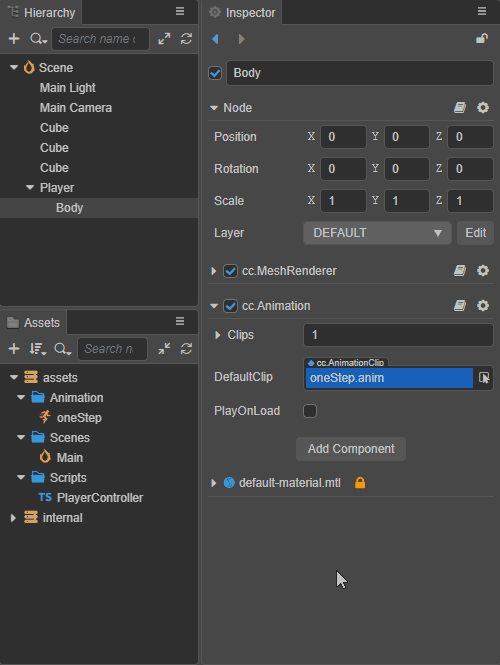 Hierarchy
Search name o
Scene
Main Light
Main Camera
Cube
Cube
Cube
Player
Body
Assets
Search n
assets
Animation
oneStep
Scenes
Main
Scripts
TS PlayerController
internal
Inspector
Body
Node
Position X 0 Y 0 Z 0
Rotation X 0 Y 0 Z 0
Scale X 1 Y 1 Z 1
Layer DEFAULT Edit
cc.MeshRenderer
cc.Animation
Clips 1
cc.AnimationClip
DefaultClip oneStep.anim
PlayOnLoad
Add Component
default-material.mtl